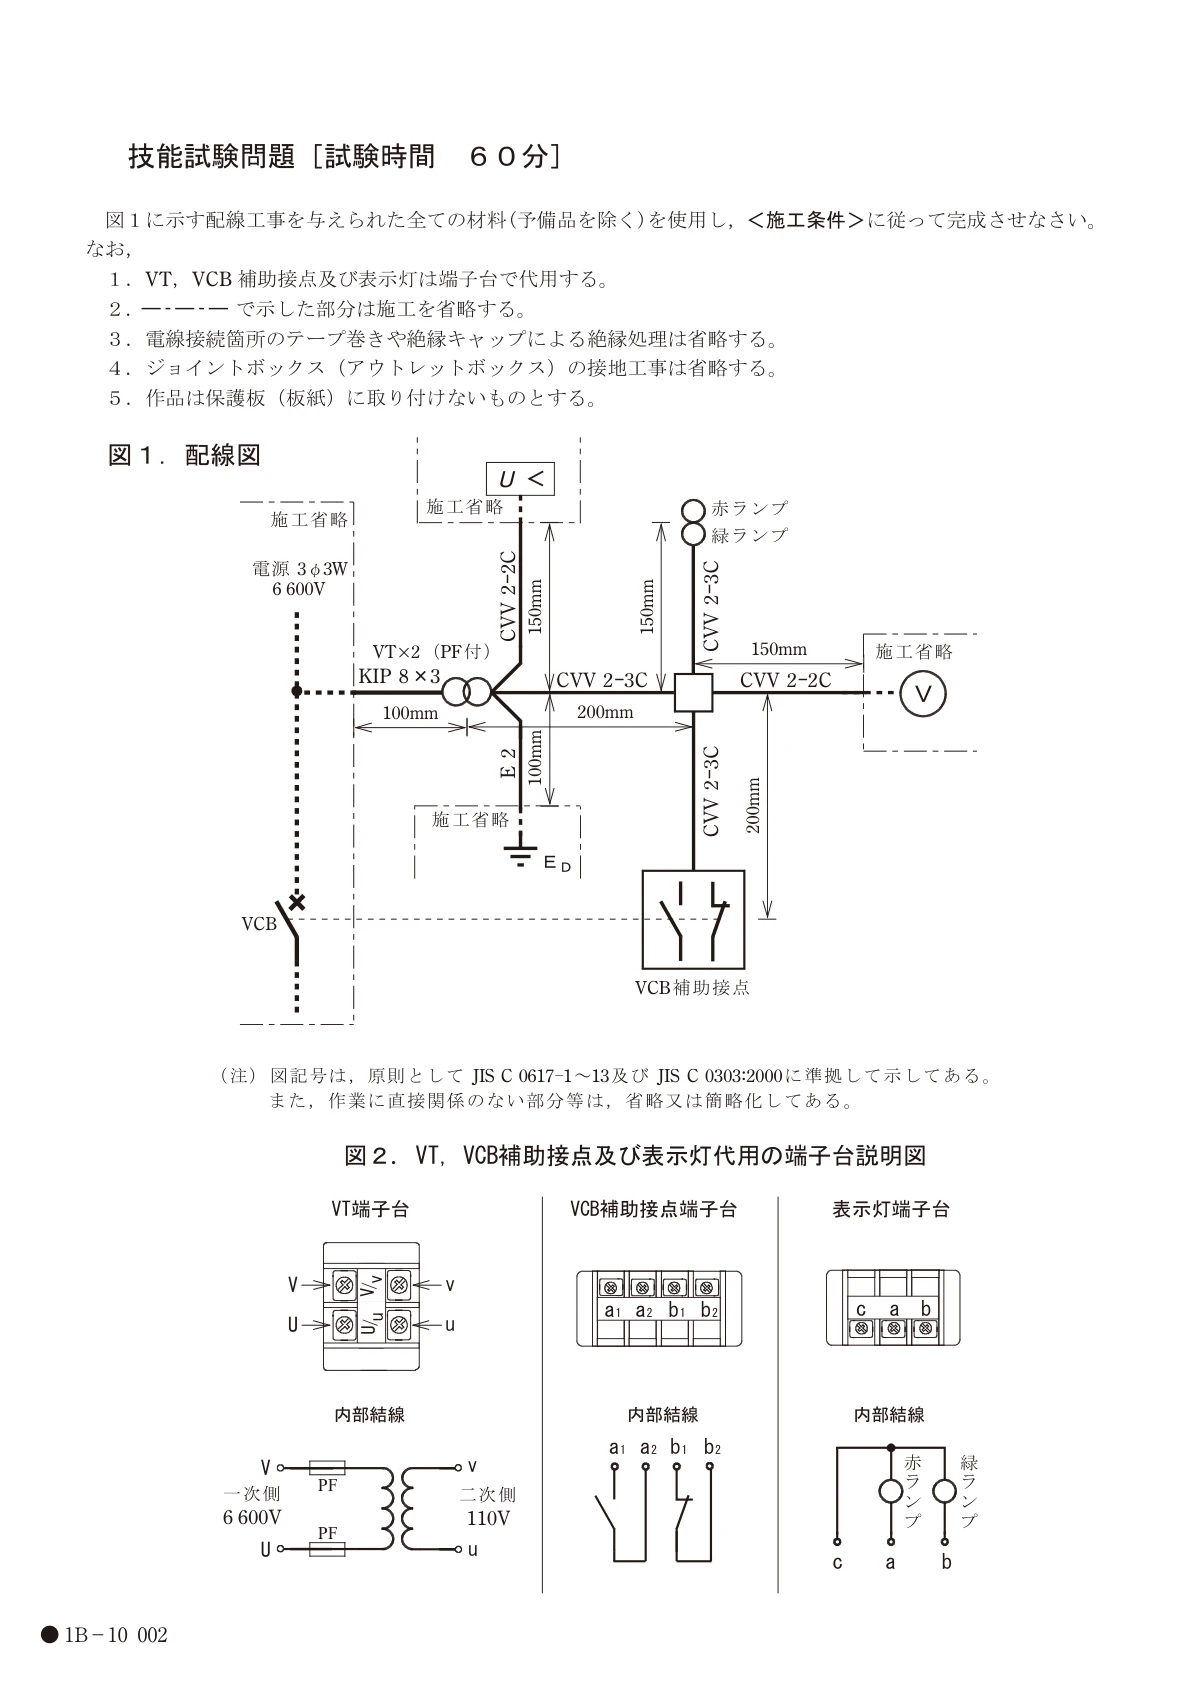 技能試験問題［試験時間　６０分］
図１に示す配線工事を与えられた全ての材料(予備品を除く)を使用し，＜施工条件＞に従って完成させなさい。
なお，
１．VT，VCB 補助接点及び表示灯は端子台で代用する。
２． で示した部分は施工を省略する。
３．電線接続箇所のテープ巻きや絶縁キャップによる絶縁処理は省略する。
４．ジョイントボックス（アウトレットボックス）の接地工事は省略する。
５．作品は保護板（板紙）に取り付けないものとする。
図１．配線図
U <
施工省略
施工省略
電源 3φ3W
6 600V
赤ランプ
緑ランプ
CVV 2-2C
150mm
150mm
CVV 2-3C
VT×2（PF付）
KIP 8×3
CVV 2-3C
150mm
CVV 2-2C
施工省略
V
100mm
200mm
E 2
100mm
CVV 2-3C
200mm
施工省略
E D
VCB
VCB補助接点
（注）図記号は，原則として JIS C 0617-1～13及び JIS C 0303:2000に準拠して示してある。
また，作業に直接関係のない部分等は，省略又は簡略化してある。
図２．VT，VCB補助接点及び表示灯代用の端子台説明図
VT端子台
V
V/v
v
U
U/u
u
内部結線
V
PF
v
一次側
6 600V
二次側
110V
U
PF
u
VCB補助接点端子台
a1 a2 b1 b2
内部結線
a1 a2 b1 b2
表示灯端子台
c a b
内部結線
赤ランプ
緑ランプ
c a b
●1B－10 002